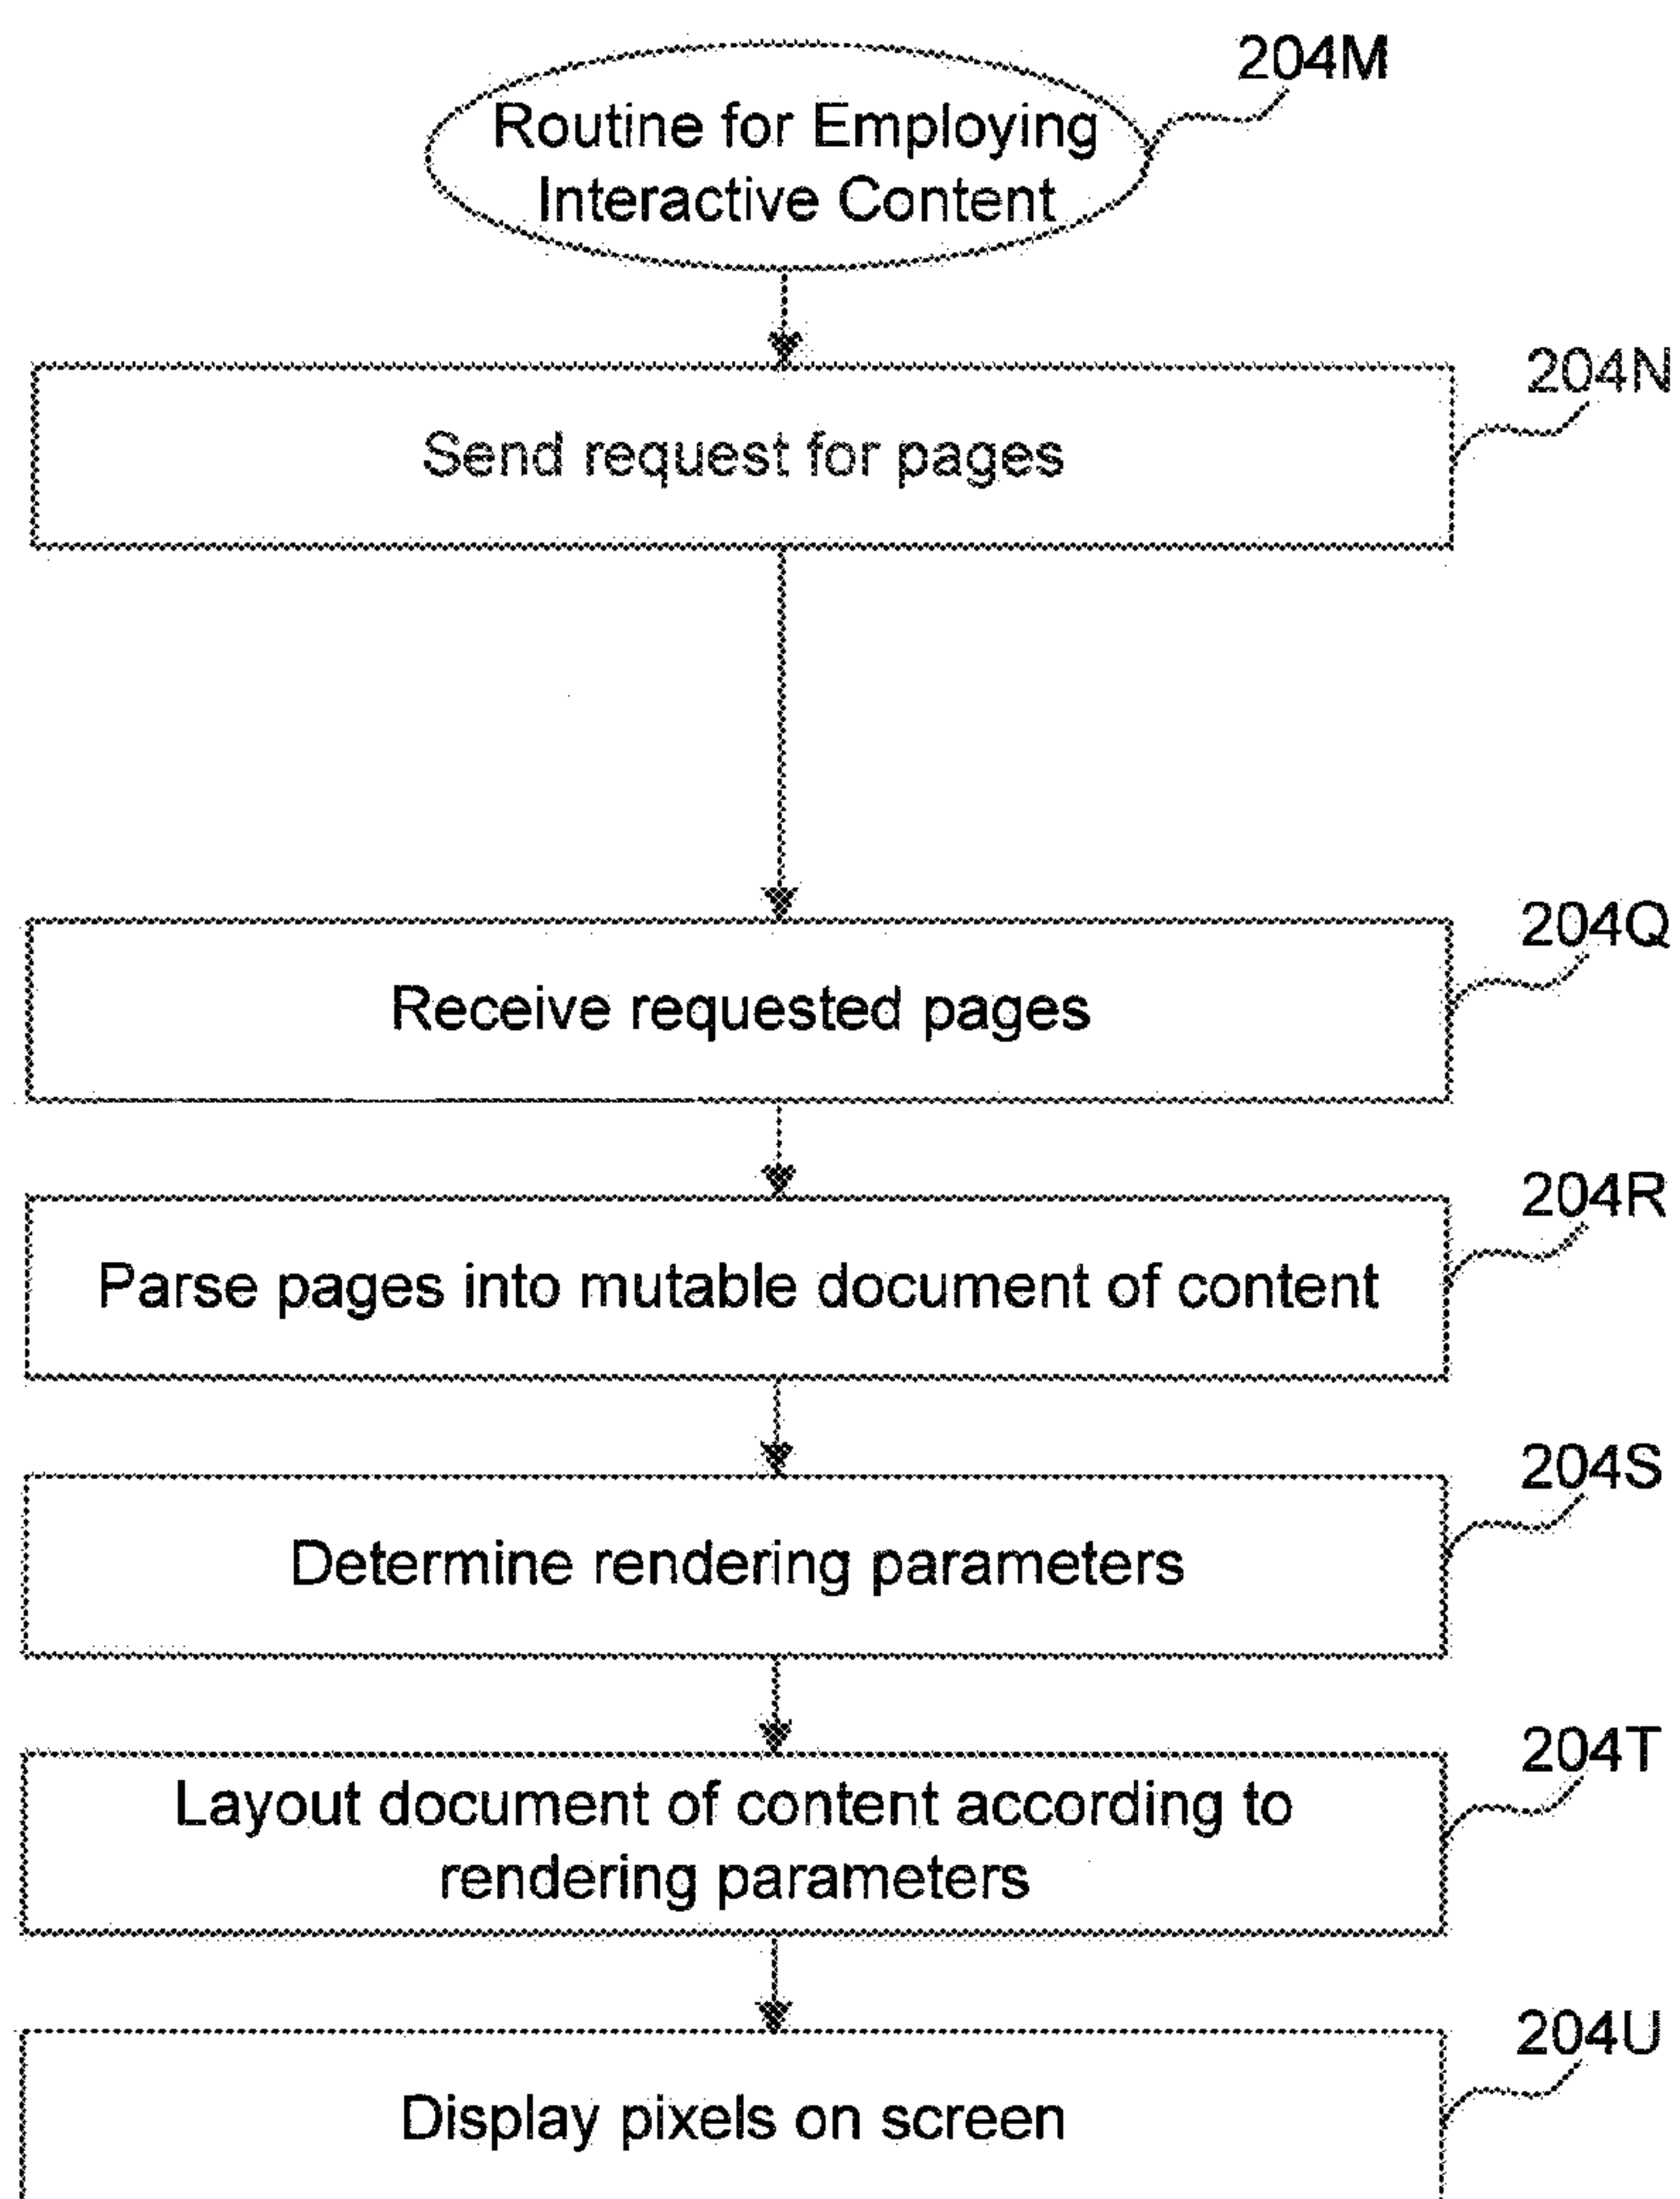 204M
Routine for Employing
Interactive Content
204N
Send request for pages
204Q
Receive requested pages
204R
Parse pages into mutable document of content
204S
Determine rendering parameters
204T
Layout document of content according to
rendering parameters
204U
Display pixels on screen